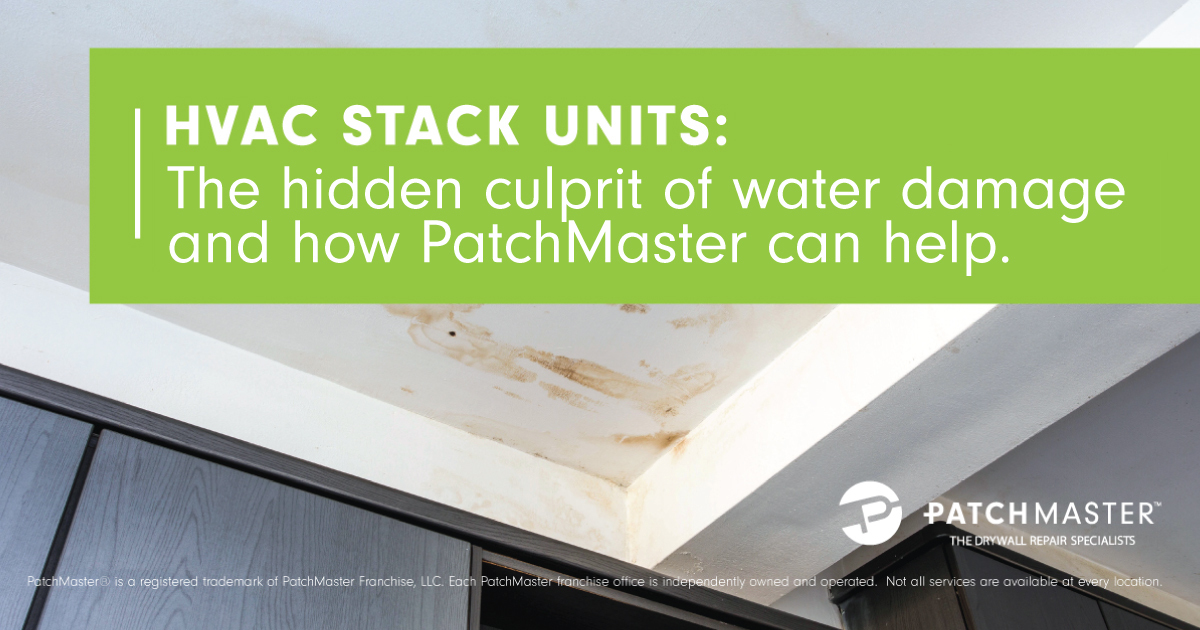 HVAC STACK UNITS:
The hidden culprit of water damage
and how PatchMaster can help.
PATCHMASTER™
THE DRYWALL REPAIR SPECIALISTS
PatchMaster® is a registered trademark of PatchMaster Franchise, LLC. Each PatchMaster franchise office is independently owned and operated. Not all services are available at every location.